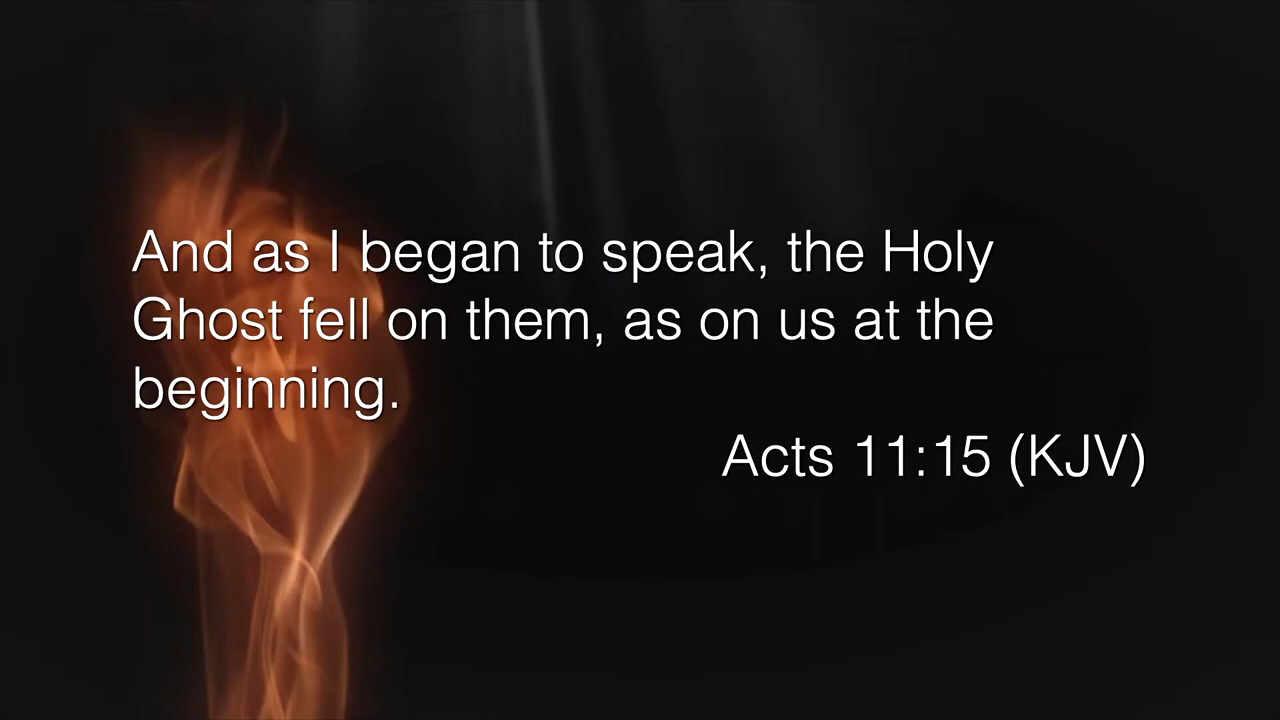 And as I began to speak, the Holy
Ghost fell on them, as on us at the
beginning.
Acts 11:15 (KJV)